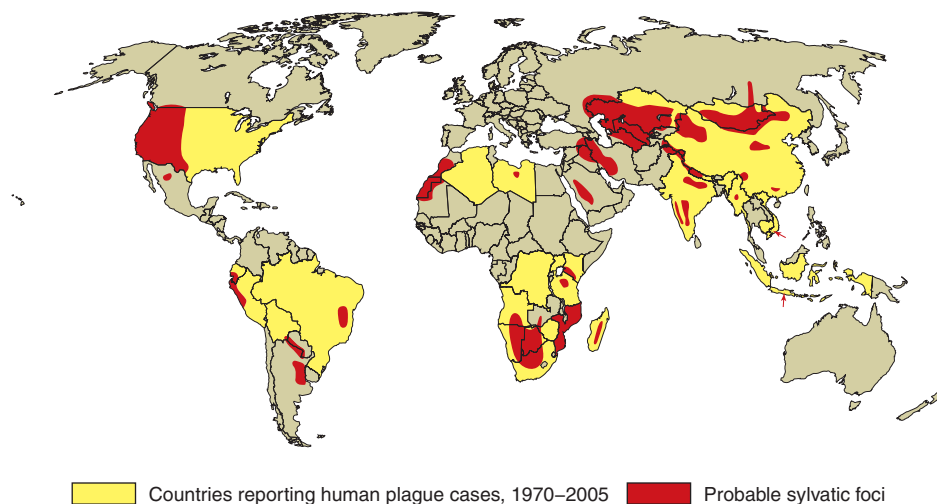 Countries reporting human plague cases, 1970–2005 Probable sylvatic foci